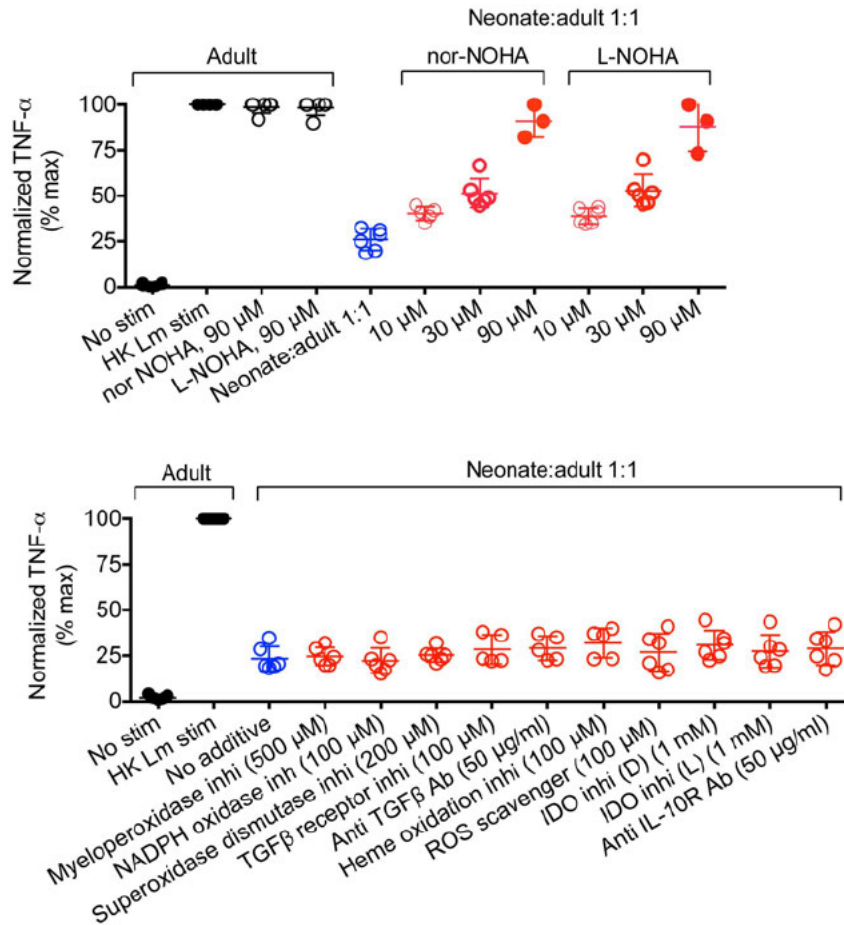 Neonate:adult 1:1
Adult
nor-NOHA
L-NOHA
Normalized TNF-α
(% max)
100
75
50
25
0
No stim
HK Lm stim
nor NOHA, 90 µM
L-NOHA, 90 µM
Neonate:adult 1:1
10 µM
30 µM
90 µM
10 µM
30 µM
90 µM
Adult
Neonate:adult 1:1
Normalized TNF-α
(% max)
100
75
50
25
0
No stim
HK Lm stim
No additive
Myeloperoxidase inhi (500 µM)
NADPH oxidase inh (100 µM)
Superoxidase dismutase inhi (200 µM)
TGFβ receptor inhi (100 µM)
Anti TGFβ Ab (50 µg/ml)
Heme oxidation inhi (100 µM)
ROS scavenger (100 µM)
IDO inhi (D) (1 mM)
IDO inhi (L) (1 mM)
Anti IL-10R Ab (50 µg/ml)